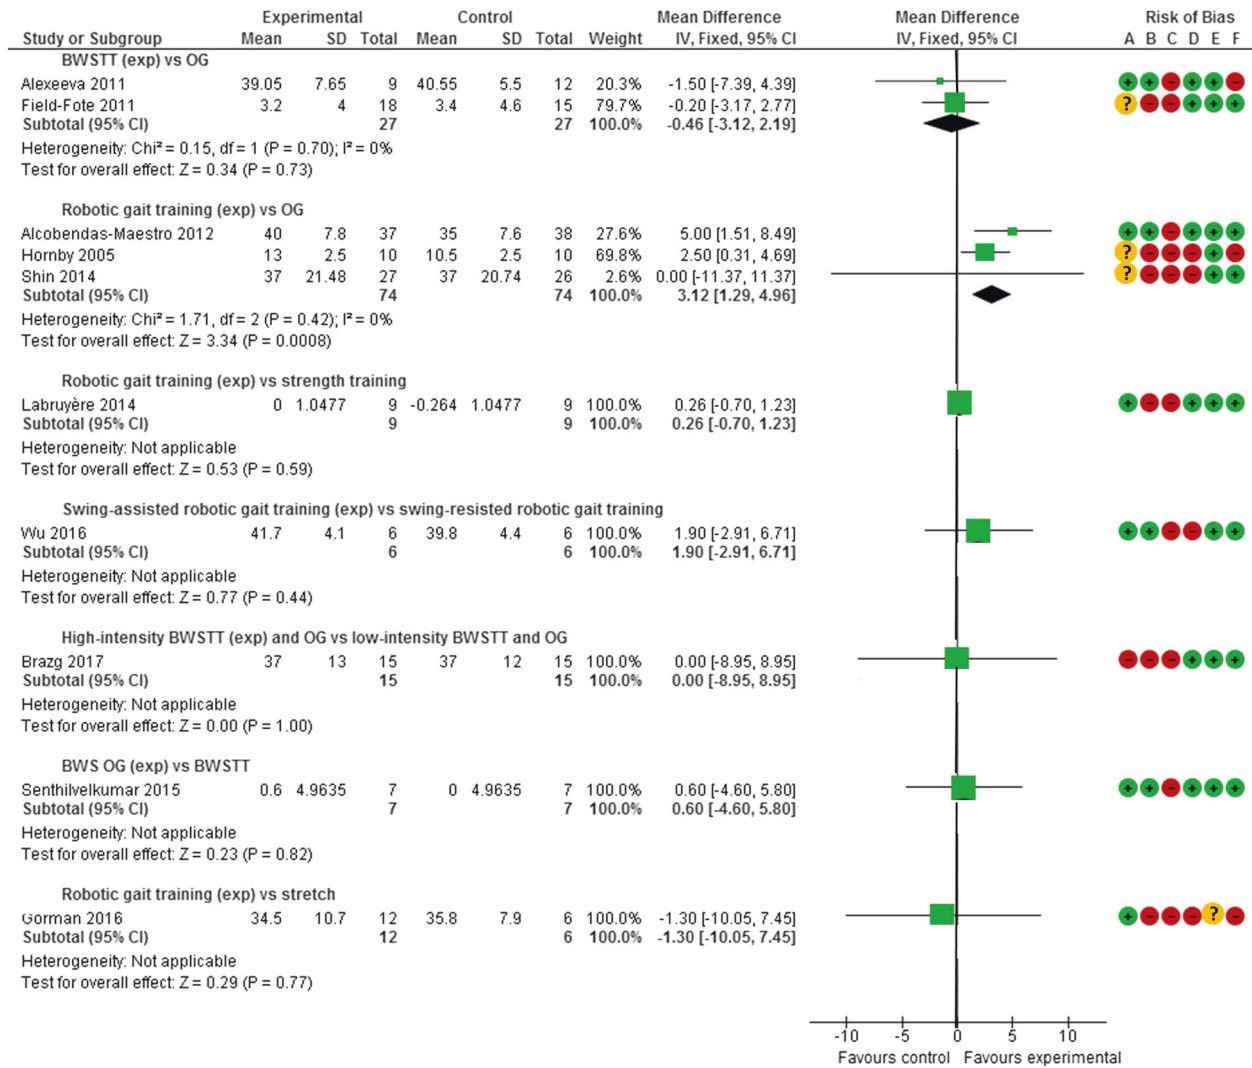 Experimental Control Mean Difference Mean Difference Risk of Bias
Study or Subgroup Mean SD Total Mean SD Total Weight IV, Fixed, 95% CI IV, Fixed, 95% CI A B C D E F
BWSTT (exp) vs OG
Alexeeva 2011 39.05 7.65 9 40.55 5.5 12 20.3% -1.50 [-7.39, 4.39] + + - + + -
Field-Fote 2011 3.2 4 18 3.4 4.6 15 79.7% -0.20 [-3.17, 2.77] ? - - + + +
Subtotal (95% CI) 27 27 100.0% -0.46 [-3.12, 2.19]
Heterogeneity: Chi² = 0.15, df = 1 (P = 0.70); I² = 0%
Test for overall effect: Z = 0.34 (P = 0.73)
Robotic gait training (exp) vs OG
Alcobendas-Maestro 2012 40 7.8 37 35 7.6 38 27.6% 5.00 [1.51, 8.49] + + - + + +
Hornby 2005 13 2.5 10 10.5 2.5 10 69.8% 2.50 [0.31, 4.69] ? - - - + -
Shin 2014 37 21.48 27 37 20.74 26 2.6% 0.00 [-11.37, 11.37] ? - - - + +
Subtotal (95% CI) 74 74 100.0% 3.12 [1.29, 4.96]
Heterogeneity: Chi² = 1.71, df = 2 (P = 0.42); I² = 0%
Test for overall effect: Z = 3.34 (P = 0.0008)
Robotic gait training (exp) vs strength training
Labruyère 2014 0 1.0477 9 -0.264 1.0477 9 100.0% 0.26 [-0.70, 1.23] + - - + + +
Subtotal (95% CI) 9 9 100.0% 0.26 [-0.70, 1.23]
Heterogeneity: Not applicable
Test for overall effect: Z = 0.53 (P = 0.59)
Swing-assisted robotic gait training (exp) vs swing-resisted robotic gait training
Wu 2016 41.7 4.1 6 39.8 4.4 6 100.0% 1.90 [-2.91, 6.71] + + - - + +
Subtotal (95% CI) 6 6 100.0% 1.90 [-2.91, 6.71]
Heterogeneity: Not applicable
Test for overall effect: Z = 0.77 (P = 0.44)
High-intensity BWSTT (exp) and OG vs low-intensity BWSTT and OG
Brazg 2017 37 13 15 37 12 15 100.0% 0.00 [-8.95, 8.95] - - - + + +
Subtotal (95% CI) 15 15 100.0% 0.00 [-8.95, 8.95]
Heterogeneity: Not applicable
Test for overall effect: Z = 0.00 (P = 1.00)
BWS OG (exp) vs BWSTT
Senthilvelkumar 2015 0.6 4.9635 7 0 4.9635 7 100.0% 0.60 [-4.60, 5.80] + + - + + +
Subtotal (95% CI) 7 7 100.0% 0.60 [-4.60, 5.80]
Heterogeneity: Not applicable
Test for overall effect: Z = 0.23 (P = 0.82)
Robotic gait training (exp) vs stretch
Gorman 2016 34.5 10.7 12 35.8 7.9 6 100.0% -1.30 [-10.05, 7.45] + - - - ? -
Subtotal (95% CI) 12 6 100.0% -1.30 [-10.05, 7.45]
Heterogeneity: Not applicable
Test for overall effect: Z = 0.29 (P = 0.77)
-10 -5 0 5 10
Favours control Favours experimental